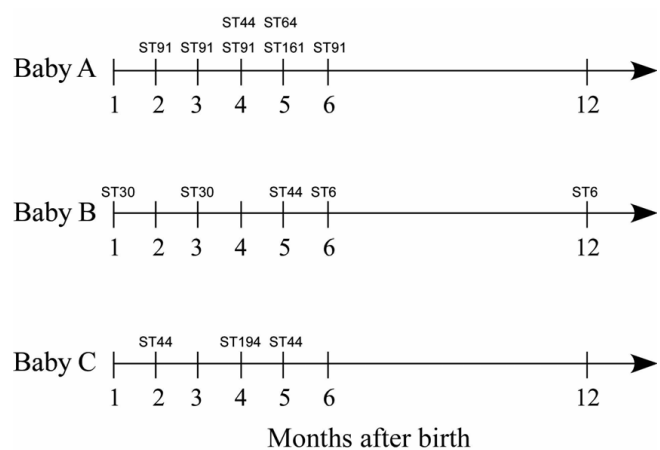 ST44 ST64
ST91 ST91 ST91 ST161 ST91
Baby A
1 2 3 4 5 6 12
ST30 ST30 ST44 ST6 ST6
Baby B
1 2 3 4 5 6 12
ST44 ST194 ST44
Baby C
1 2 3 4 5 6 12
Months after birth